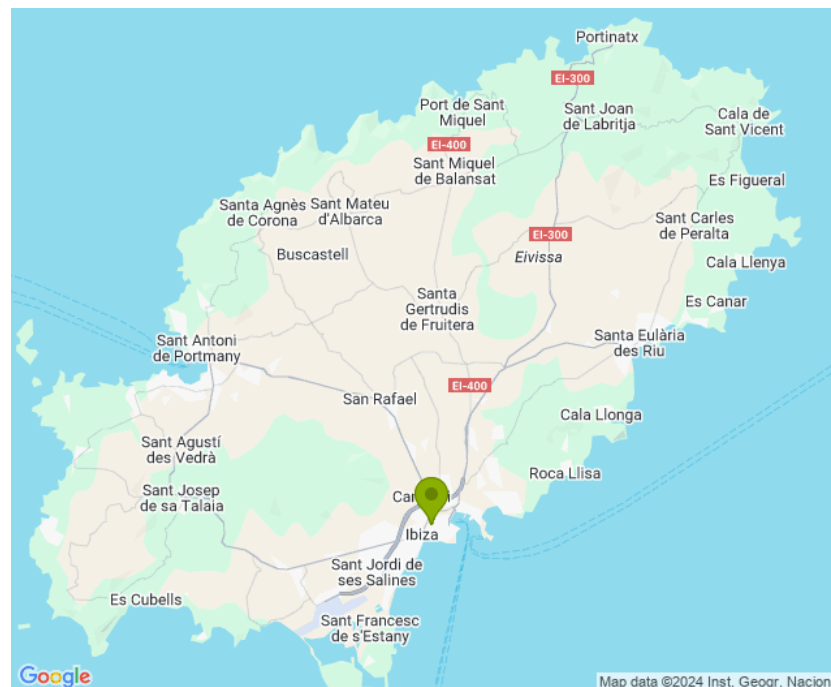 Portinatx
EI-300
Port de Sant
Miquel
Sant Joan
de Labritja
Cala de
Sant Vicent
EI-400
Sant Miquel
de Balansat
Es Figueral
Santa Agnès
de Corona
Sant Mateu
d'Albarca
Sant Carles
de Peralta
EI-300
Buscastell
Eivissa
Cala Llenya
Santa
Gertrudis
de Fruitera
Es Canar
Sant Antoni
de Portmany
Santa Eulària
des Riu
EI-400
San Rafael
Cala Llonga
Sant Agustí
des Vedrà
Roca Llisa
Sant Josep
de sa Talaia
Ibiza
Sant Jordi de
ses Salines
Es Cubells
Sant Francesc
de s'Estany
Google
Map data ©2024 Inst. Geogr. Nacion